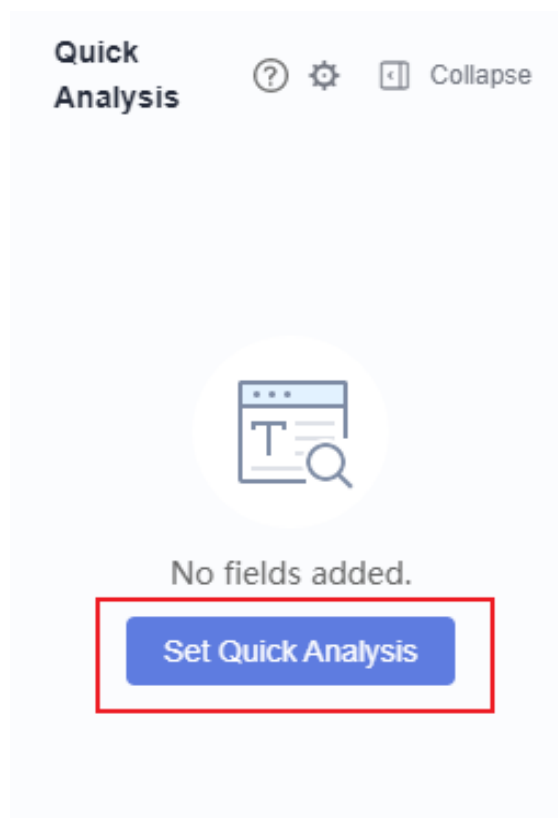 Quick
Analysis
Collapse
T
No fields added.
Set Quick Analysis